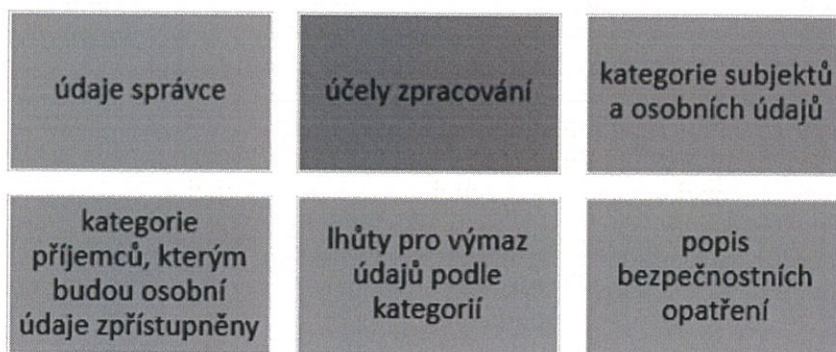 údaje správce
účely zpracování
kategorie subjektů
a osobních údajů
kategorie
příjemců, kterým
budou osobní
údaje zpřístupněny
lhůty pro výmaz
údajů podle
kategorií
popis
bezpečnostních
opatření